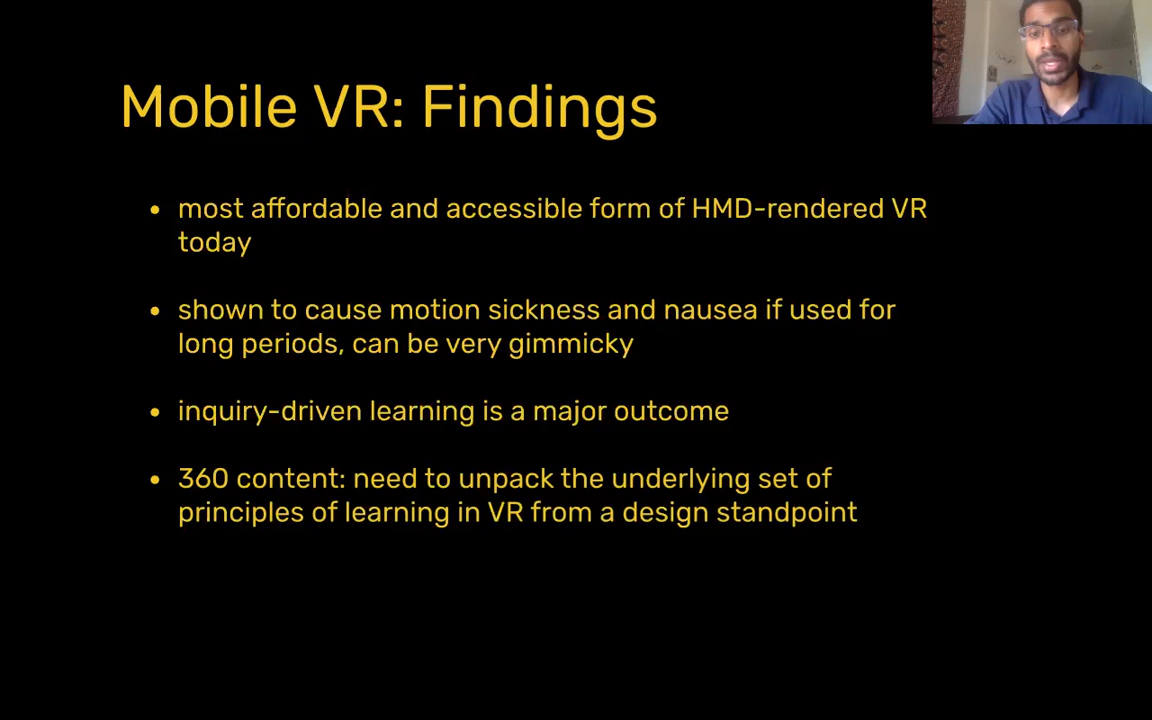 Mobile VR: Findings
• most affordable and accessible form of HMD-rendered VR
today
• shown to cause motion sickness and nausea if used for
long periods, can be very gimmicky
• inquiry-driven learning is a major outcome
• 360 content: need to unpack the underlying set of
principles of learning in VR from a design standpoint